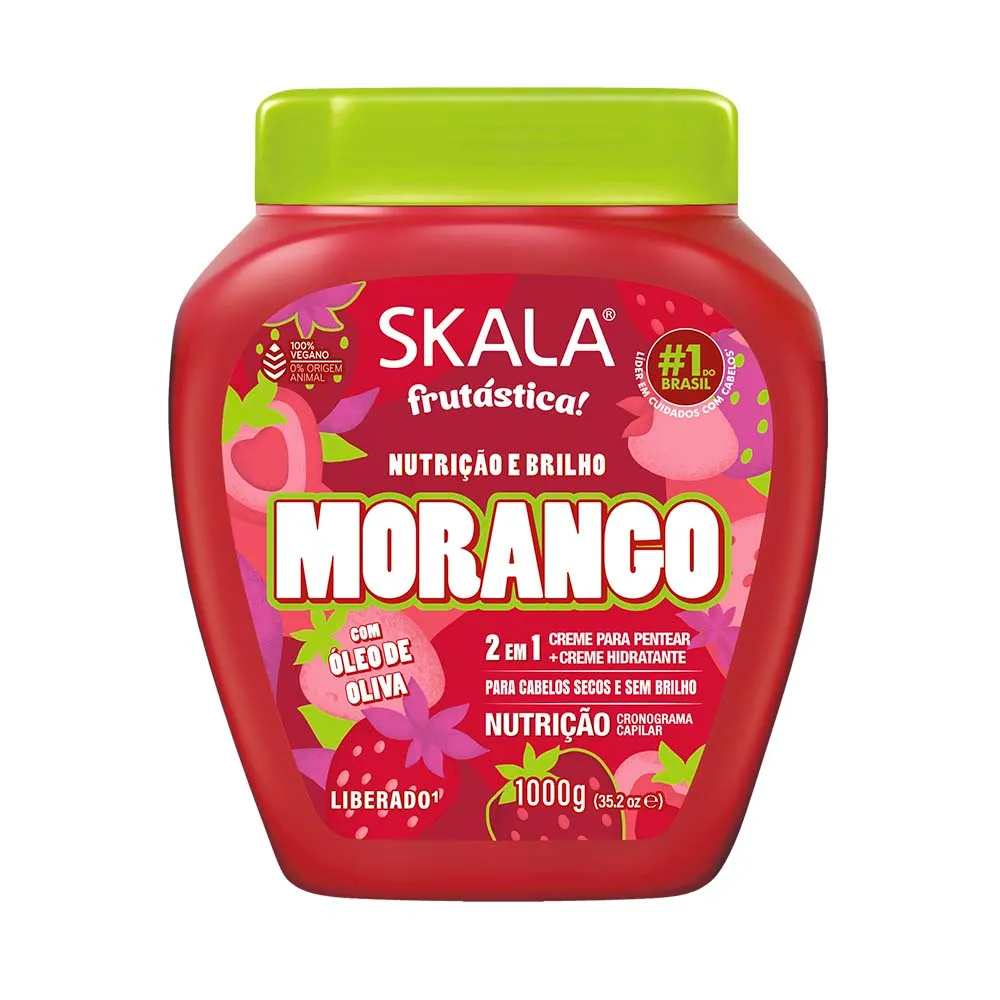 SKALA®
frutástica!
100%
VEGANO
0% ORIGEM
ANIMAL
#1 DO
BRASIL
LÍDER EM CUIDADOS COM CABELOS*
NUTRIÇÃO E BRILHO
MORANGO
COM
ÓLEO DE
OLIVA
2 EM 1 CREME PARA PENTEAR
+CREME HIDRATANTE
PARA CABELOS SECOS E SEM BRILHO
NUTRIÇÃO CRONOGRAMA
CAPILAR
LIBERADO¹
1000g (35.2 oz ℮)